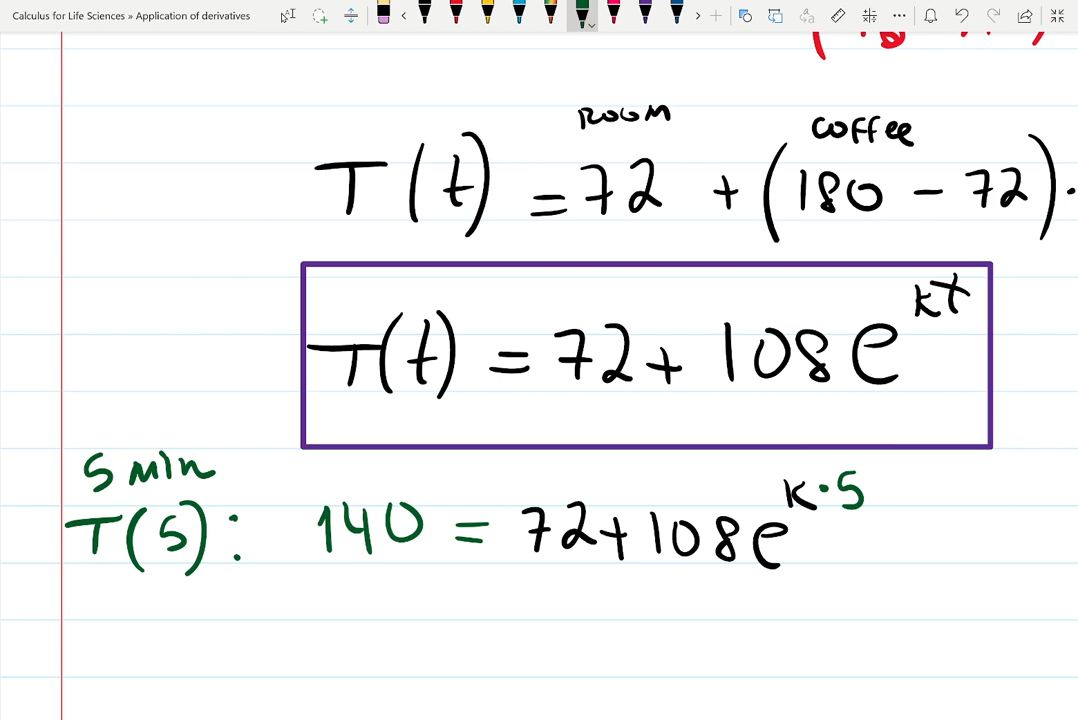 Calculus for Life Sciences » Application of derivatives
ROOM coffee
T(t) = 72 + (180 - 72) ·
T(t) = 72 + 108e^kt
5 min
T(5): 140 = 72+108e^k·5